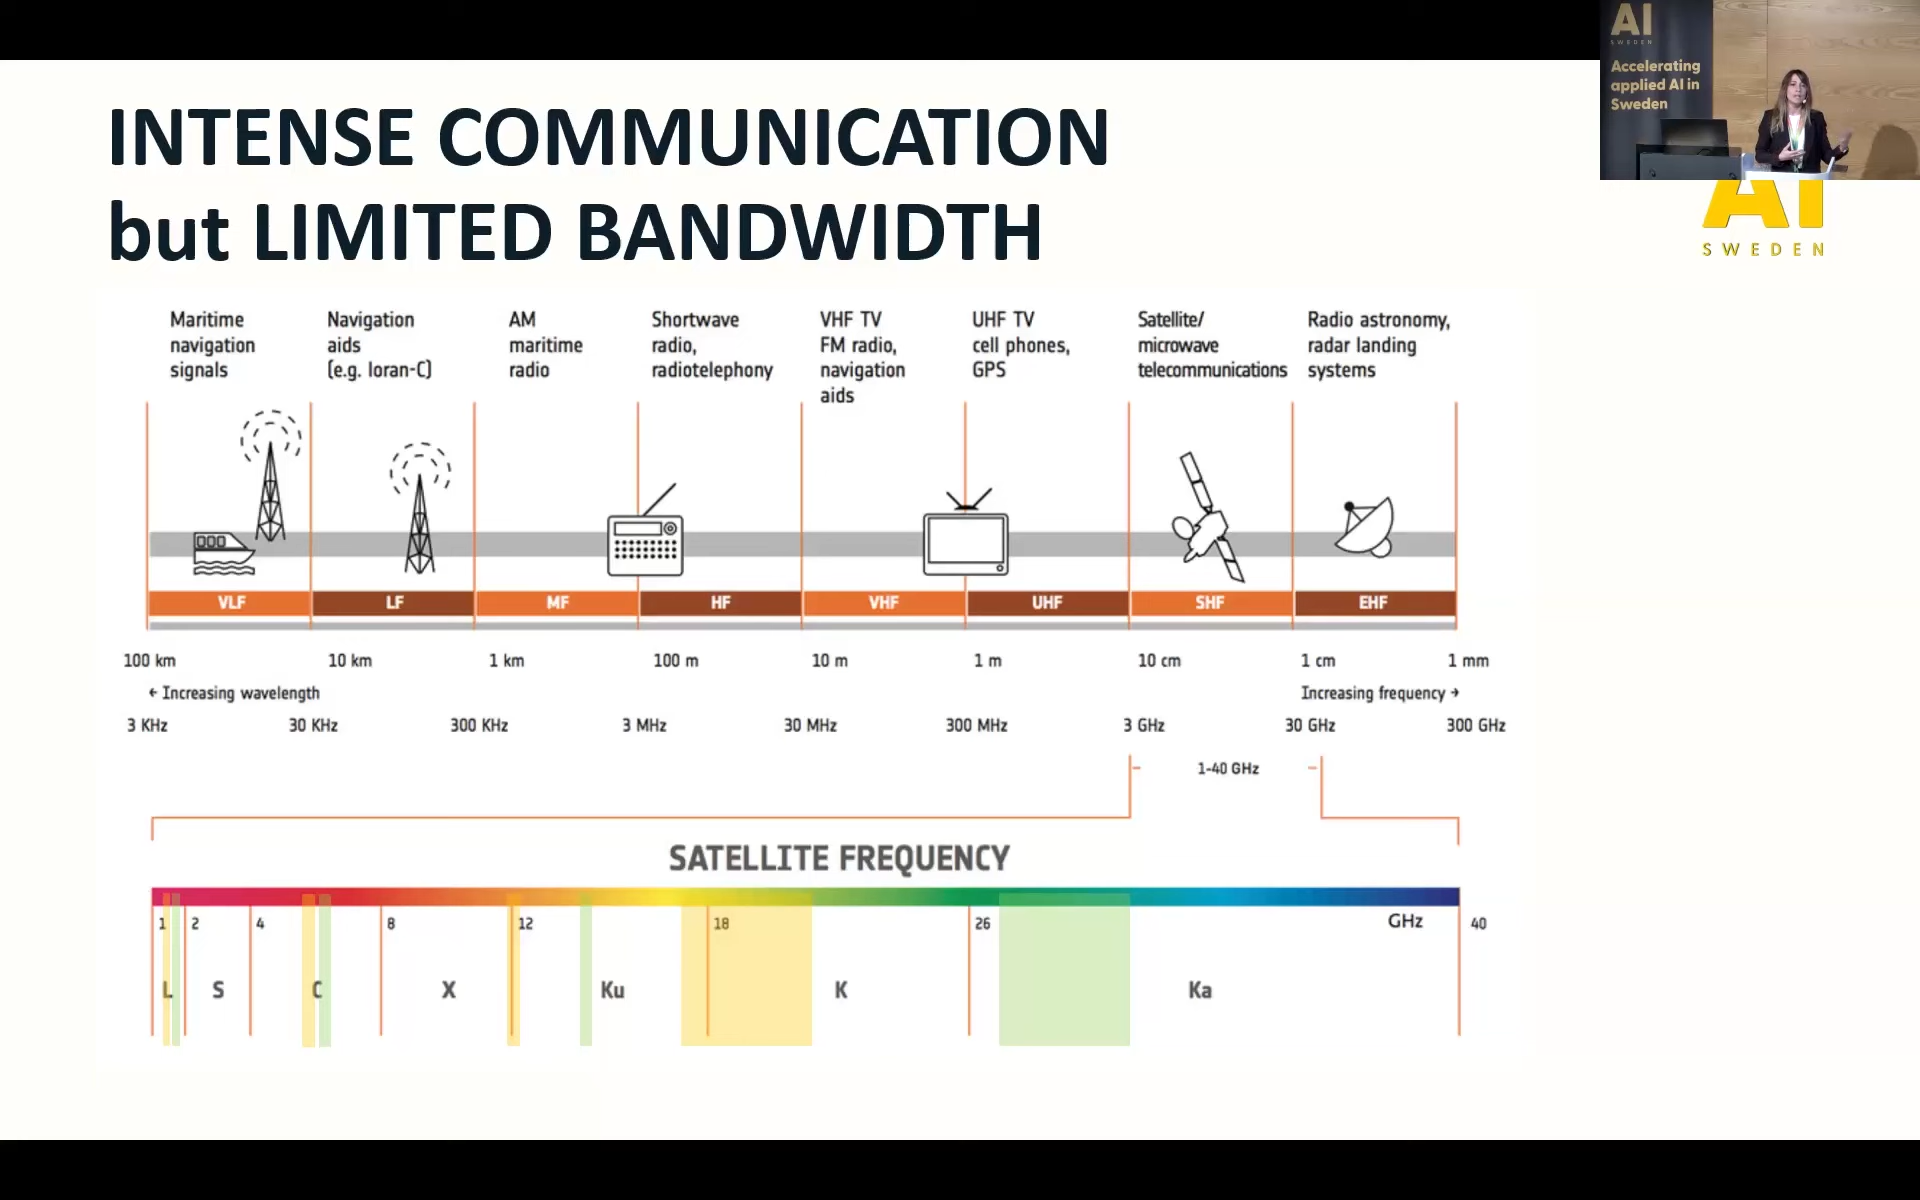 INTENSE COMMUNICATION
but LIMITED BANDWIDTH
AI
SWEDEN
Accelerating
applied AI in
Sweden
AI
SWEDEN
Maritime
navigation
signals
Navigation
aids
(e.g. loran-C)
AM
maritime
radio
Shortwave
radio,
radiotelephony
VHF TV
FM radio,
navigation
aids
UHF TV
cell phones,
GPS
Satellite/
microwave
telecommunications
Radio astronomy,
radar landing
systems
VLF LF MF HF VHF UHF SHF EHF
100 km 10 km 1 km 100 m 10 m 1 m 10 cm 1 cm 1 mm
← Increasing wavelength Increasing frequency →
3 KHz 30 KHz 300 KHz 3 MHz 30 MHz 300 MHz 3 GHz 30 GHz 300 GHz
1-40 GHz
SATELLITE FREQUENCY
1 2 4 8 12 18 26 GHz 40
L S C X Ku K Ka